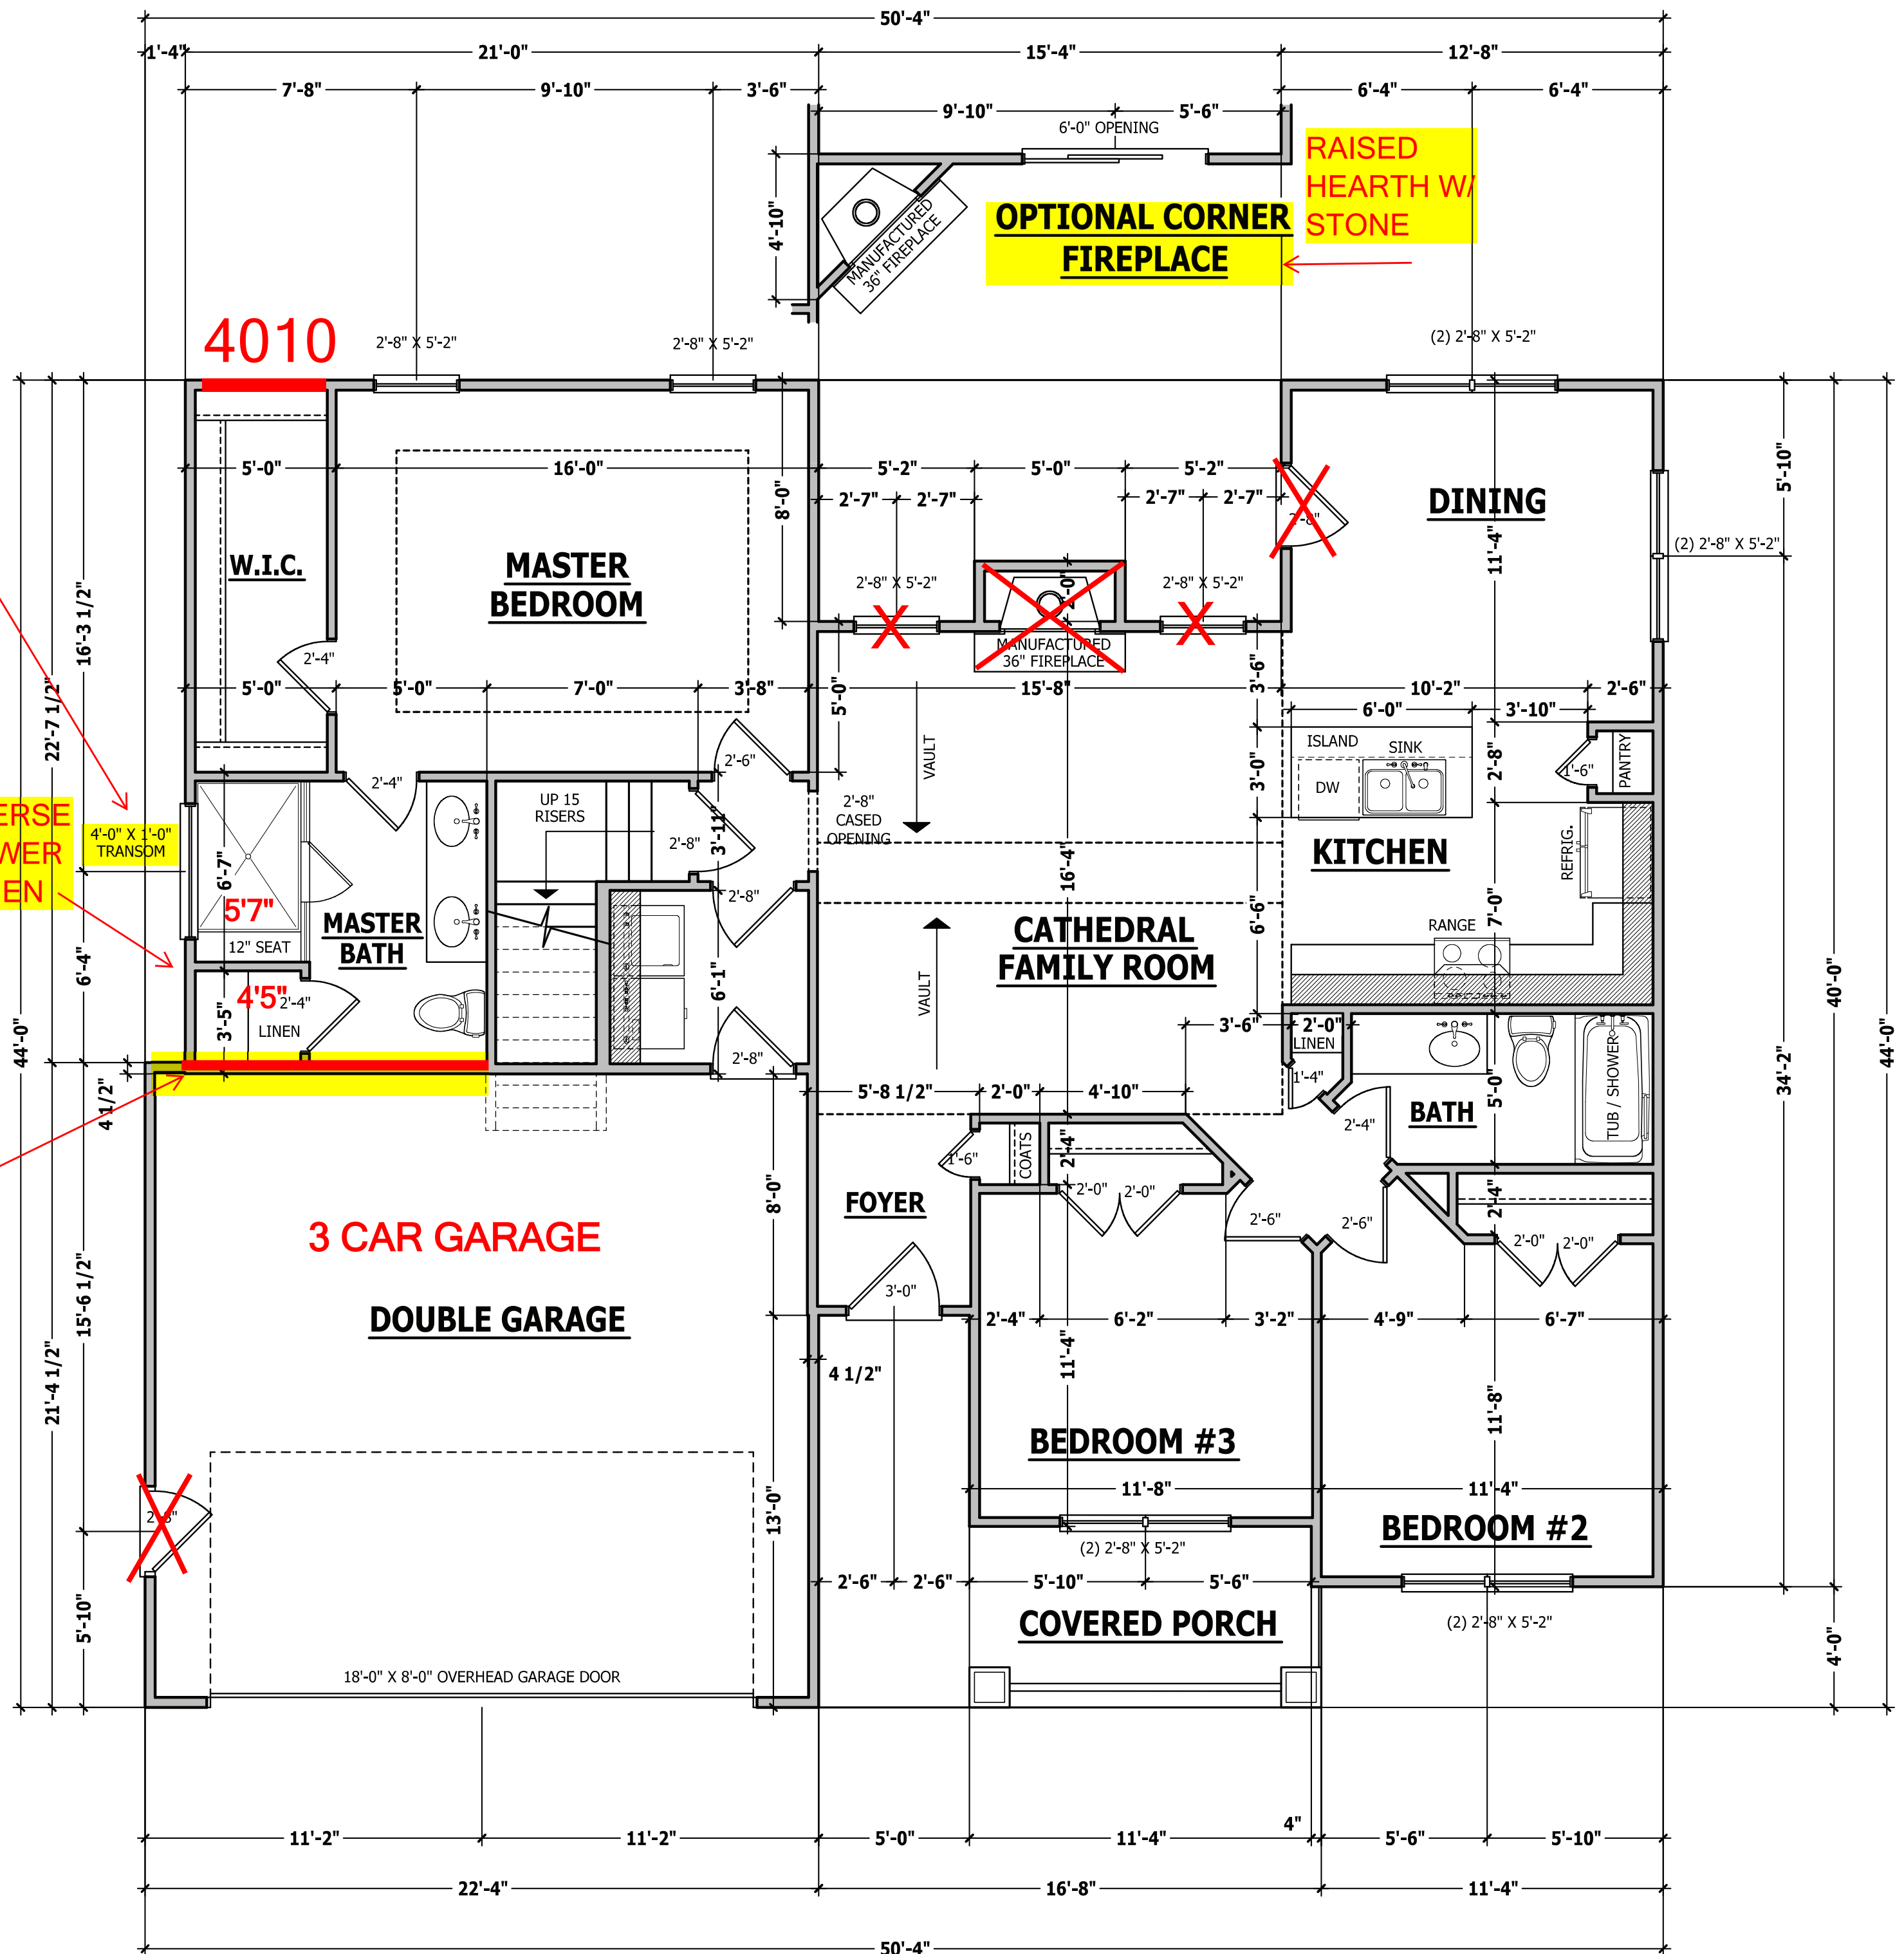 50'-4"
1'-4"
21'-0"
15'-4"
12'-8"
7'-8"
9'-10"
3'-6"
6'-4"
6'-4"
9'-10"
5'-6"
6'-0" OPENING
RAISED
HEARTH W/
STONE
4'-10"
MANUFACTURED
36" FIREPLACE
OPTIONAL CORNER
FIREPLACE
4010
2'-8" X 5'-2"
2'-8" X 5'-2"
(2) 2'-8" X 5'-2"
5'-0"
16'-0"
8'-0"
5'-2"
5'-0"
5'-2"
2'-7"
2'-7"
2'-7"
2'-7"
DINING
11'-4"
5'-10"
(2) 2'-8" X 5'-2"
W.I.C.
MASTER
BEDROOM
2'-8" X 5'-2"
2'-0"
2'-8" X 5'-2"
MANUFACTURED
36" FIREPLACE
16'-3 1/2"
22'-7 1/2"
44'-0"
2'-4"
5'-0"
5'-0"
7'-0"
3'-8"
5'-0"
15'-8"
3'-6"
10'-2"
2'-6"
6'-0"
3'-10"
ISLAND
SINK
DW
3'-0"
2'-8"
1'-6"
PANTRY
VAULT
2'-6"
2'-4"
UP 15
RISERS
2'-8"
3'-11"
2'-8"
CASED
OPENING
KITCHEN
REFRIG.
ERSE
WER
EN
4'-0" X 1'-0"
TRANSOM
6'-7"
5'7"
12" SEAT
MASTER
BATH
2'-8"
16'-4"
6'-6"
7'-0"
RANGE
CATHEDRAL
FAMILY ROOM
VAULT
6'-4"
3'-5"
4'5"
2'-4"
LINEN
6'-1"
2'-8"
3'-6"
2'-0"
LINEN
1'-4"
40'-0"
44'-0"
34'-2"
4 1/2"
5'-8 1/2"
2'-0"
4'-10"
5'-0"
BATH
TUB / SHOWER
2'-4"
1'-6"
COATS
2'-4"
2'-0"
2'-0"
FOYER
8'-0"
2'-6"
2'-6"
2'-4"
2'-0"
2'-0"
3 CAR GARAGE
DOUBLE GARAGE
15'-6 1/2"
21'-4 1/2"
3'-0"
2'-4"
6'-2"
3'-2"
4'-9"
6'-7"
4 1/2"
11'-4"
11'-8"
BEDROOM #3
11'-8"
11'-4"
BEDROOM #2
13'-0"
(2) 2'-8" X 5'-2"
2'-6"
2'-6"
5'-10"
5'-6"
COVERED PORCH
(2) 2'-8" X 5'-2"
5'-10"
4'-0"
18'-0" X 8'-0" OVERHEAD GARAGE DOOR
11'-2"
11'-2"
5'-0"
11'-4"
4"
5'-6"
5'-10"
22'-4"
16'-8"
11'-4"
50'-4"